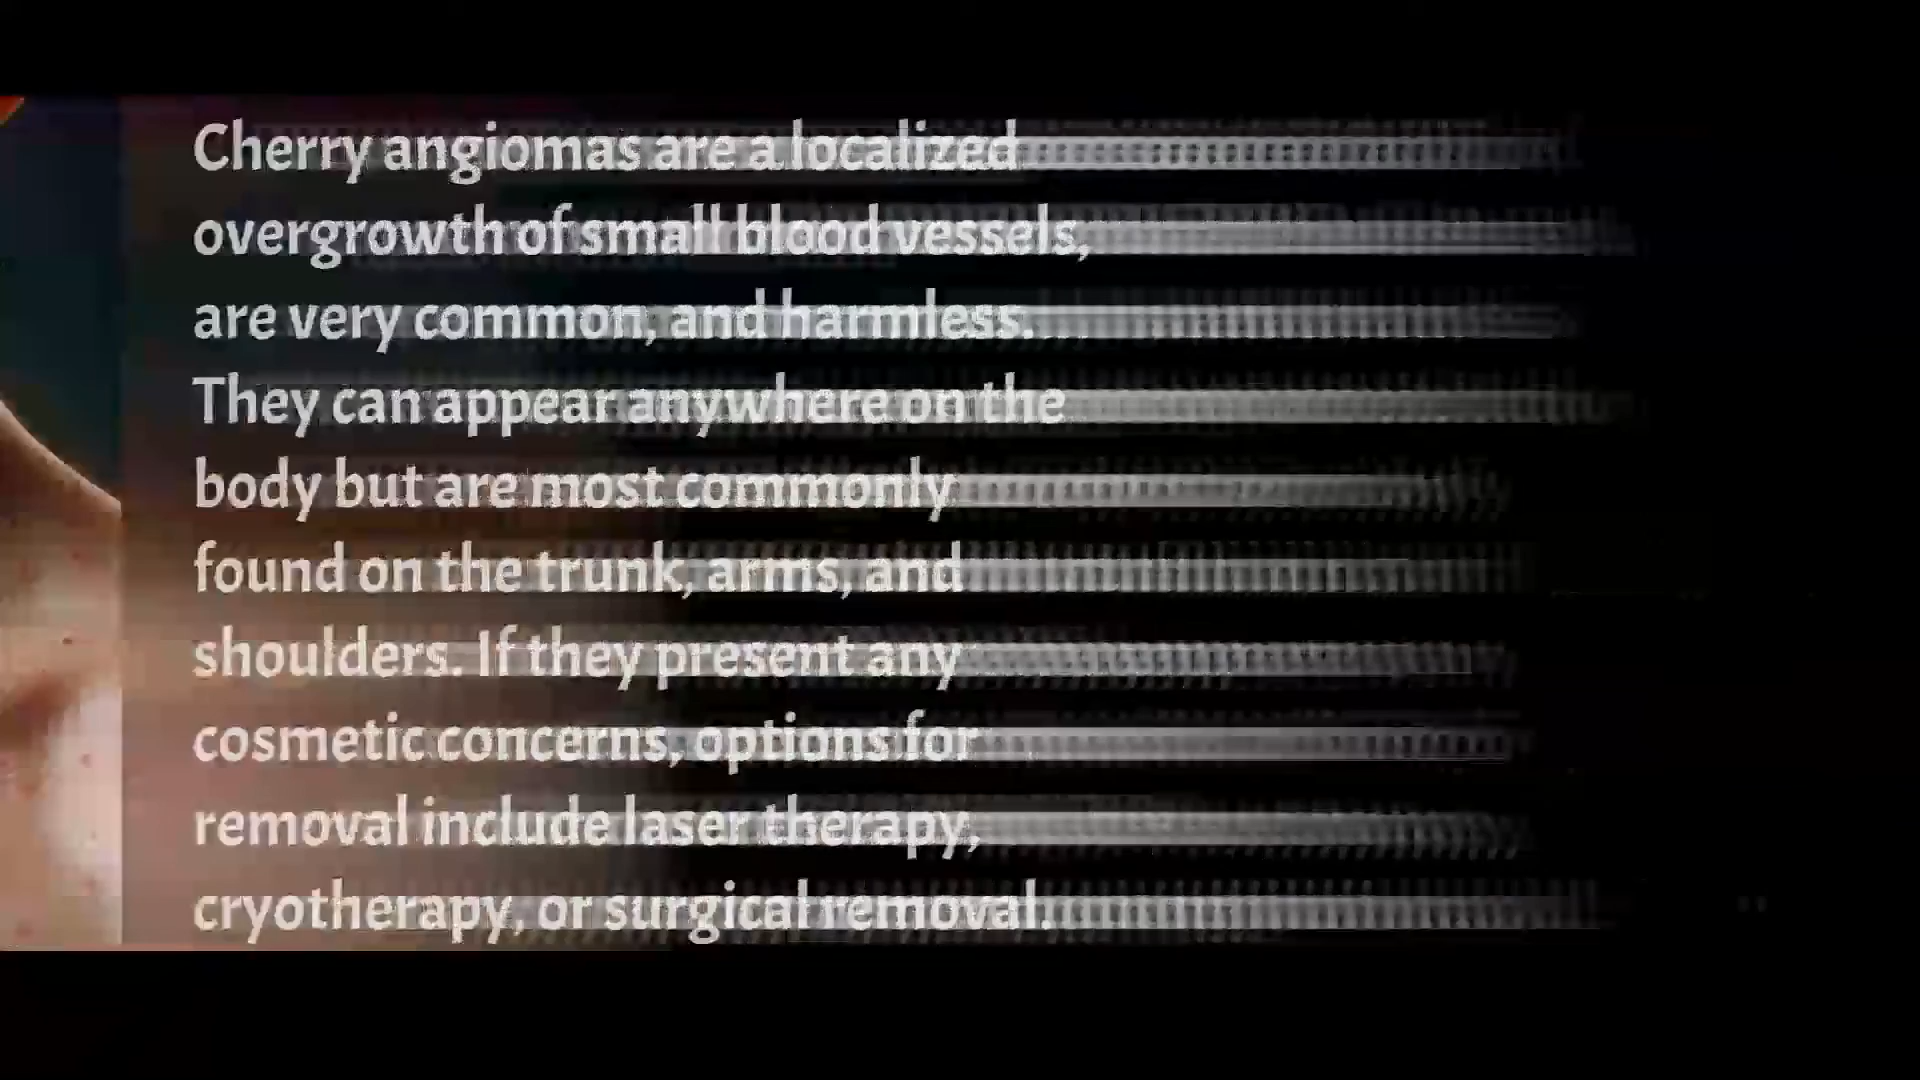 Cherry angiomas are a localized
overgrowth of small blood vessels,
are very common, and harmless.
They can appear anywhere on the
body but are most commonly
found on the trunk, arms, and
shoulders. If they present any
cosmetic concerns, options for
removal include laser therapy,
cryotherapy, or surgical removal.